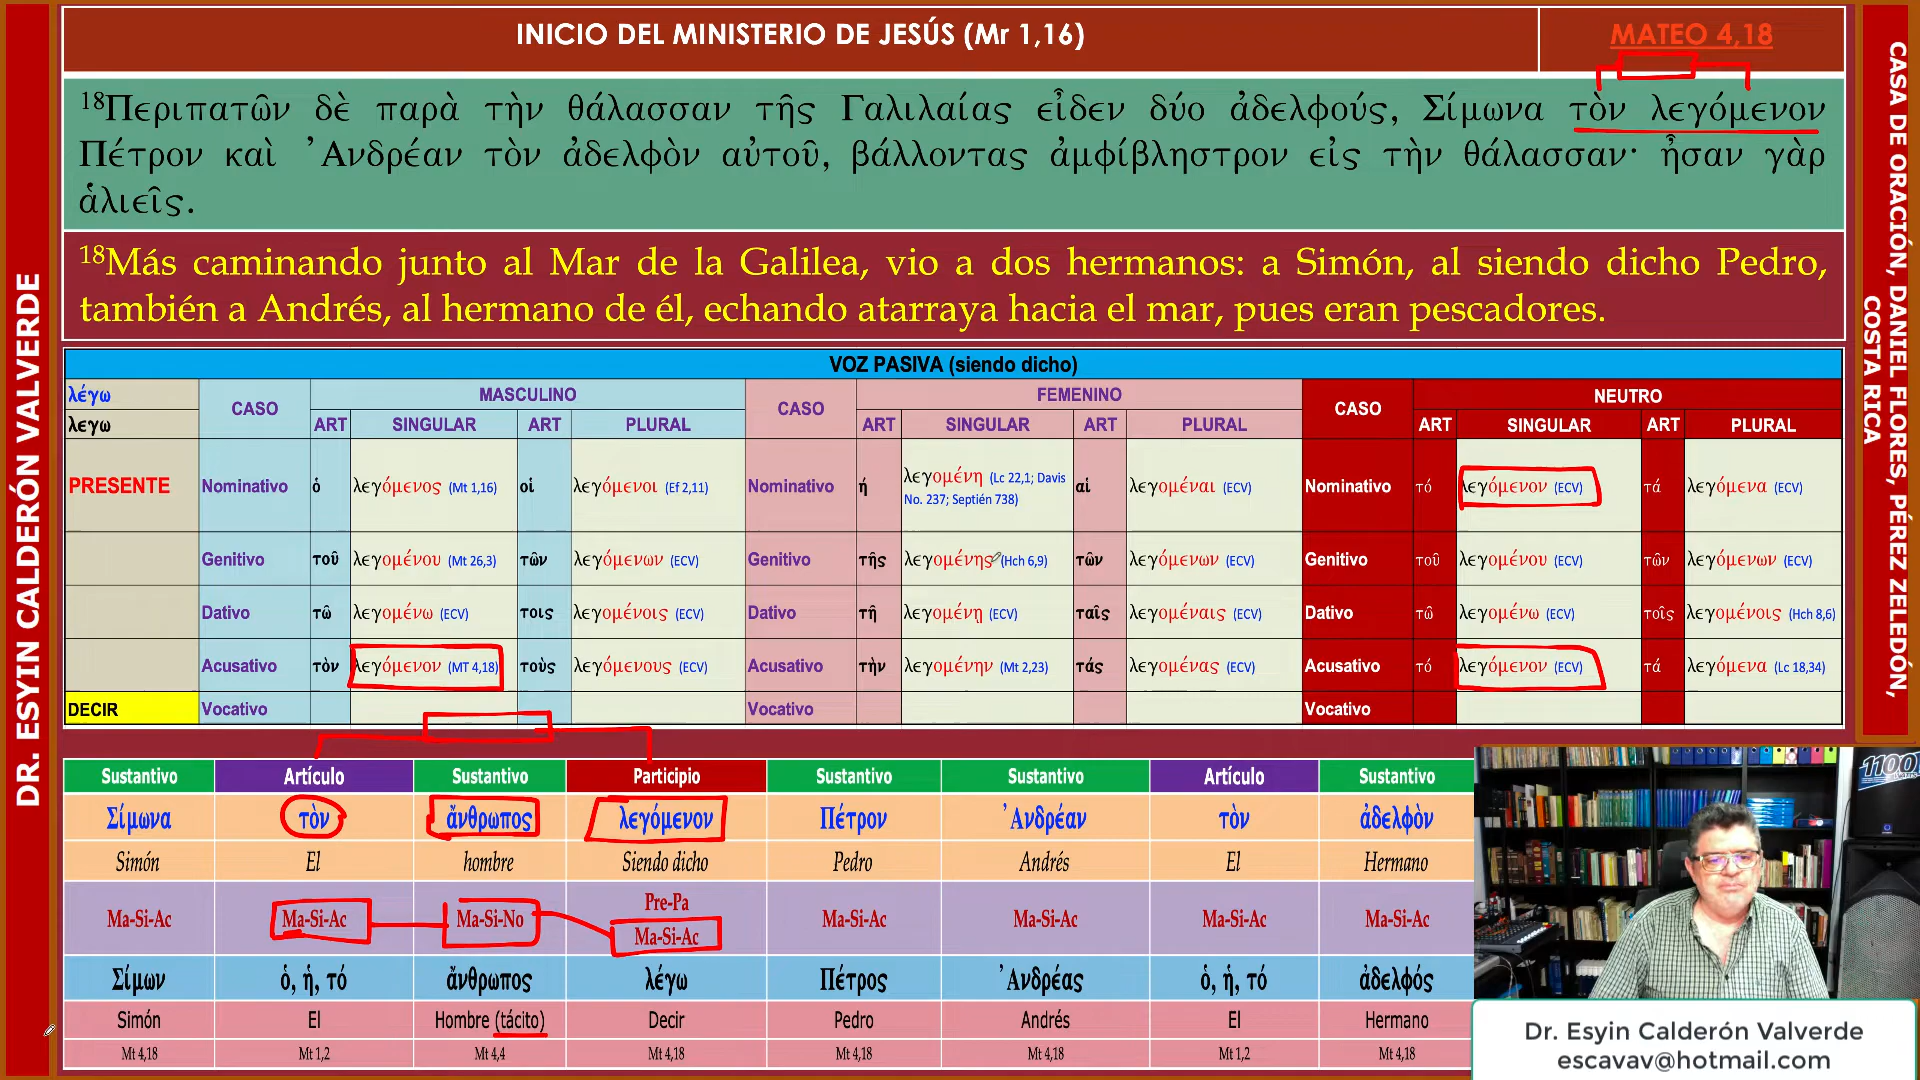 INICIO DEL MINISTERIO DE JESÚS (Mr 1,16)
MATEO 4,18
¹⁸Περιπατῶν δὲ παρὰ τὴν θάλασσαν τῆς Γαλιλαίας εἶδεν δύο ἀδελφούς, Σίμωνα τὸν λεγόμενον
Πέτρον καὶ ᾿Ανδρέαν τὸν ἀδελφὸν αὐτοῦ, βάλλοντας ἀμφίβληστρον εἰς τὴν θάλασσαν· ἦσαν γὰρ
ἁλιεῖς.
¹⁸Más caminando junto al Mar de la Galilea, vio a dos hermanos: a Simón, al siendo dicho Pedro,
también a Andrés, al hermano de él, echando atarraya hacia el mar, pues eran pescadores.
VOZ PASIVA (siendo dicho)
λέγω CASO MASCULINO CASO FEMENINO CASO NEUTRO
λεγω ART SINGULAR ART PLURAL ART SINGULAR ART PLURAL ART SINGULAR ART PLURAL
PRESENTE Nominativo ὁ λεγόμενος (Mt 1,16) οἱ λεγόμενοι (Ef 2,11) Nominativo ἡ λεγομένη (Lc 22,1; Davis No. 237; Septién 738) αἱ λεγομέναι (ECV) Nominativo τό λεγόμενον (ECV) τά λεγόμενα (ECV)
Genitivo τοῦ λεγομένου (Mt 26,3) τῶν λεγόμενων (ECV) Genitivo τῆς λεγομένης (Hch 6,9) τῶν λεγομένων (ECV) Genitivo τοῦ λεγομένου (ECV) τῶν λεγόμενων (ECV)
Dativo τῶ λεγομένω (ECV) τοις λεγομένοις (ECV) Dativo τῆ λεγομένη (ECV) ταῖς λεγομέναις (ECV) Dativo τῶ λεγομένω (ECV) τοῖς λεγομένοις (Hch 8,6)
Acusativo τὸν λεγόμενον (MT 4,18) τοὺς λεγόμενους (ECV) Acusativo τὴν λεγομένην (Mt 2,23) τάς λεγομένας (ECV) Acusativo τό λεγόμενον (ECV) τά λεγόμενα (Lc 18,34)
DECIR Vocativo Vocativo Vocativo
Sustantivo Artículo Sustantivo Participio Sustantivo Sustantivo Artículo Sustantivo
Σίμωνα τὸν ἄνθρωπος λεγόμενον Πέτρον ᾿Ανδρέαν τὸν ἀδελφὸν
Simón El hombre Siendo dicho Pedro Andrés El Hermano
Ma-Si-Ac Ma-Si-Ac Ma-Si-No Pre-Pa Ma-Si-Ac Ma-Si-Ac Ma-Si-Ac Ma-Si-Ac Ma-Si-Ac
Σίμων ὁ, ἡ, τό ἄνθρωπος λέγω Πέτρος ᾿Ανδρέας ὁ, ἡ, τό ἀδελφός
Simón El Hombre (tácito) Decir Pedro Andrés El Hermano
Mt 4,18 Mt 1,2 Mt 4,4 Mt 4,18 Mt 4,18 Mt 4,18 Mt 1,2 Mt 4,18
DR. ESYIN CALDERÓN VALVERDE
CASA DE ORACIÓN, DANIEL FLORES, PÉREZ ZELEDÓN,
COSTA RICA
1100
Dr. Esyin Calderón Valverde
escavav@hotmail.com